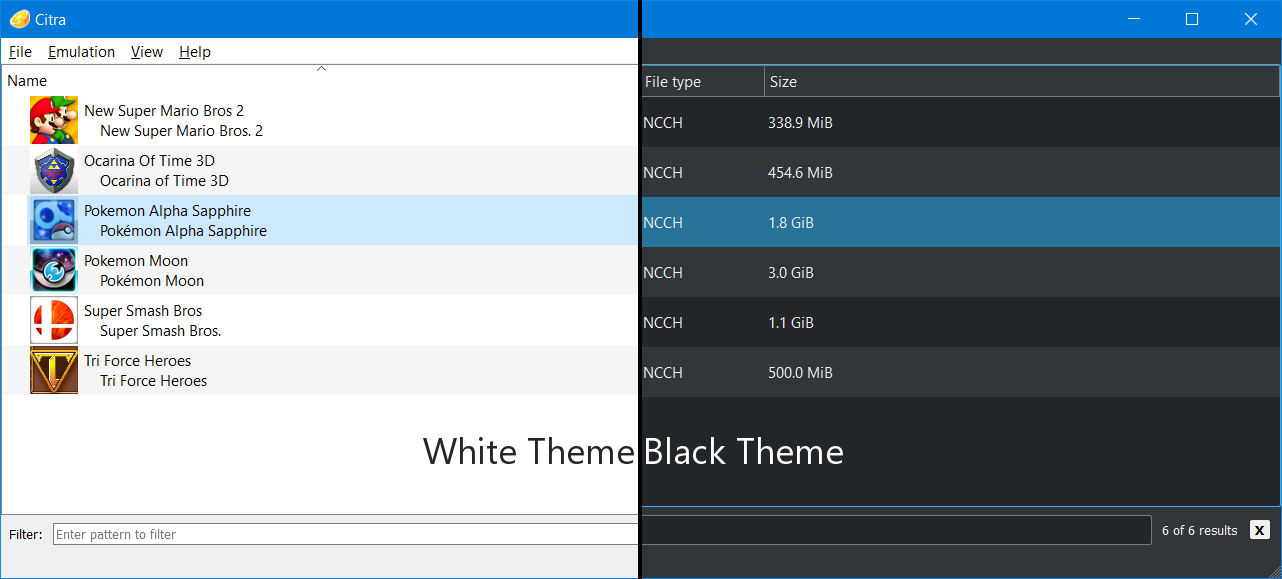 Citra
File Emulation View Help
Name File type Size
New Super Mario Bros 2
New Super Mario Bros. 2
NCCH 338.9 MiB
Ocarina Of Time 3D
Ocarina of Time 3D
NCCH 454.6 MiB
Pokemon Alpha Sapphire
Pokémon Alpha Sapphire
NCCH 1.8 GiB
Pokemon Moon
Pokémon Moon
NCCH 3.0 GiB
Super Smash Bros
Super Smash Bros.
NCCH 1.1 GiB
Tri Force Heroes
Tri Force Heroes
NCCH 500.0 MiB
White Theme Black Theme
Filter: Enter pattern to filter 6 of 6 results X